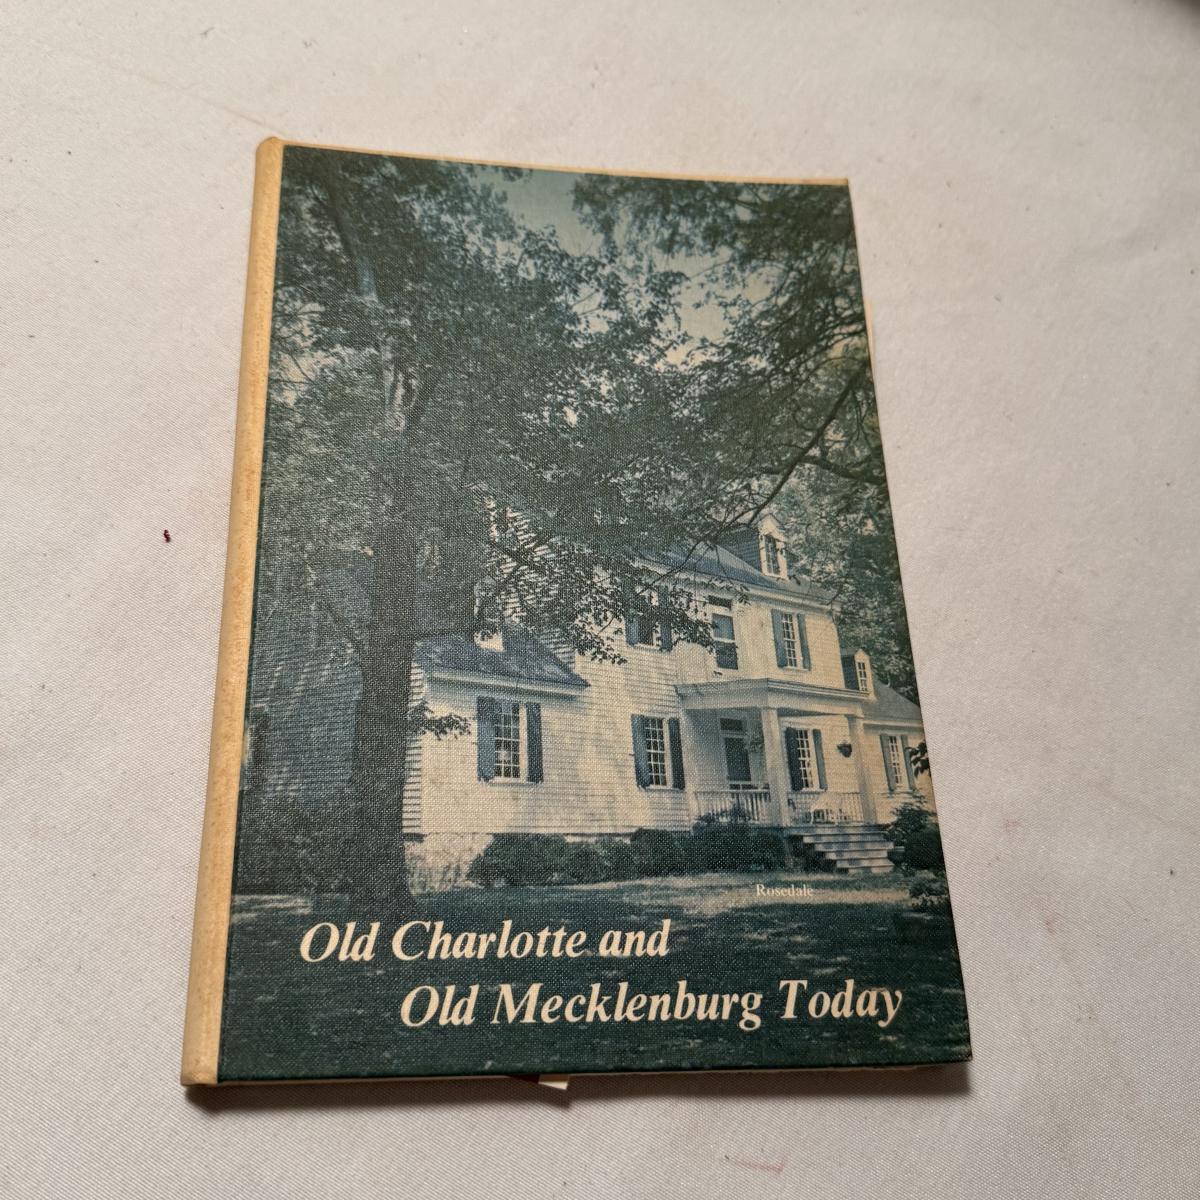 Rosedale
Old Charlotte and
Old Mecklenburg Today